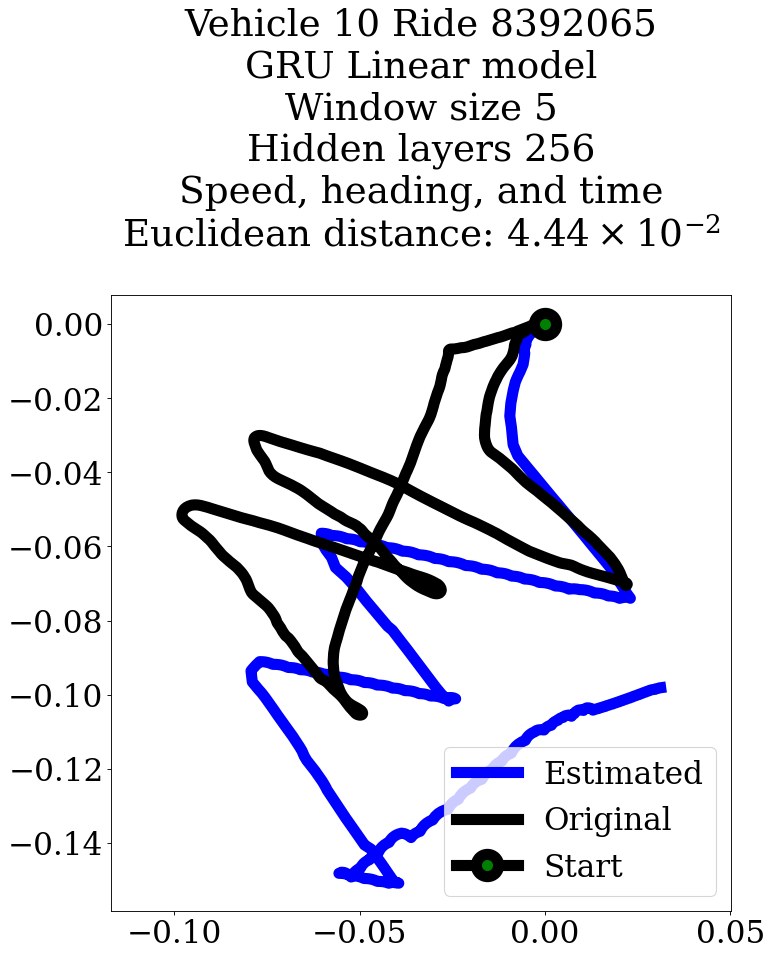 Vehicle 10 Ride 8392065
GRU Linear model
Window size 5
Hidden layers 256
Speed, heading, and time
Euclidean distance: 4.44 × 10⁻²
0.00
−0.02
−0.04
−0.06
−0.08
−0.10
−0.12
−0.14
Estimated
Original
Start
−0.10 −0.05 0.00 0.05